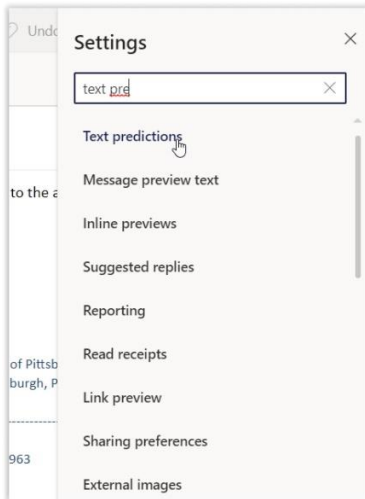 Undo
Settings
text pre
Text predictions
Message preview text
to the a
Inline previews
Suggested replies
Reporting
Read receipts
of Pittsb
burgh, P
Link preview
Sharing preferences
963
External images